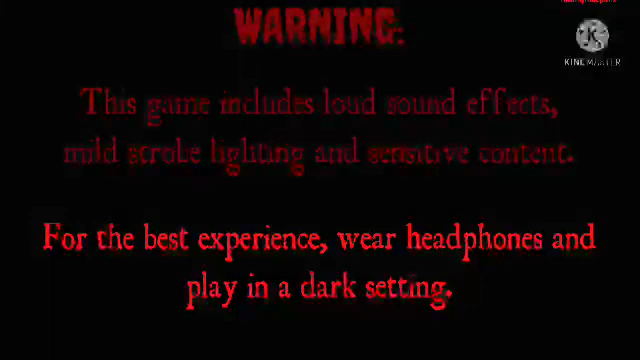 WARNING:
KINEMASTER
This game includes loud sound effects,
mild strobe lighting and sensitive content.
For the best experience, wear headphones and
play in a dark setting.